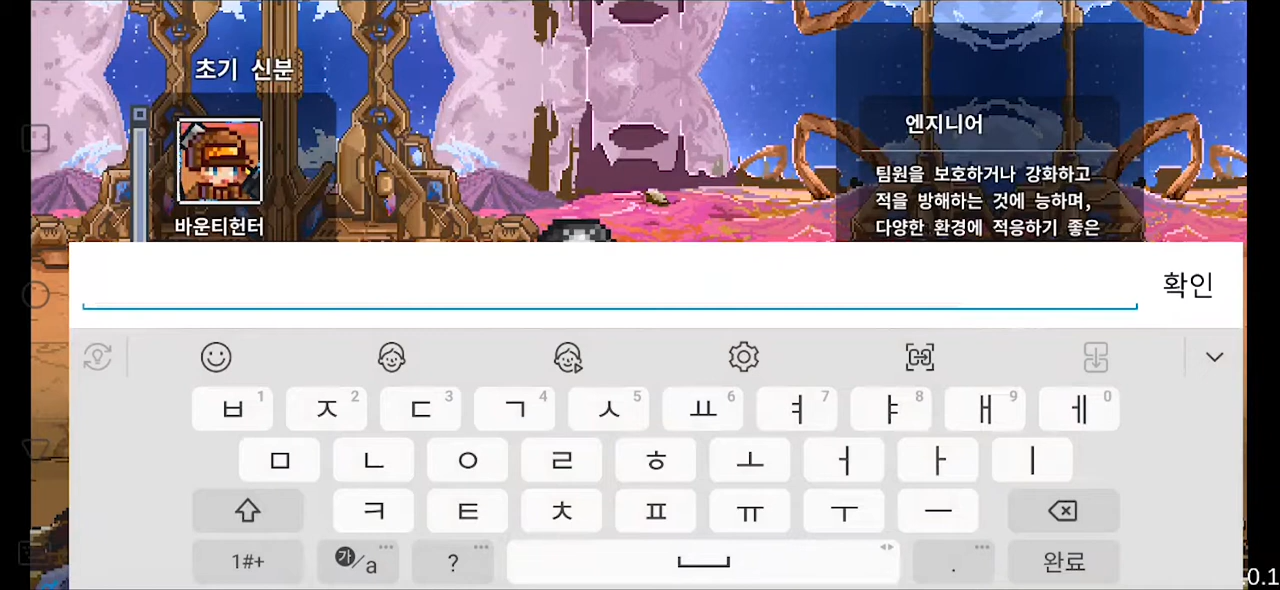 초기 신분
바운티헌터
엔지니어
팀원을 보호하거나 강화하고
적을 방해하는 것에 능하며,
다양한 환경에 적응하기 좋은
확인
ㅂ 1 ㅈ 2 ㄷ 3 ㄱ 4 ㅅ 5 ㅛ 6 ㅕ 7 ㅑ 8 ㅐ 9 ㅔ 0
ㅁ ㄴ ㅇ ㄹ ㅎ ㅗ ㅓ ㅏ ㅣ
ㅋ ㅌ ㅊ ㅍ ㅠ ㅜ ㅡ
1#+ 가/a ? . 완료
0.1